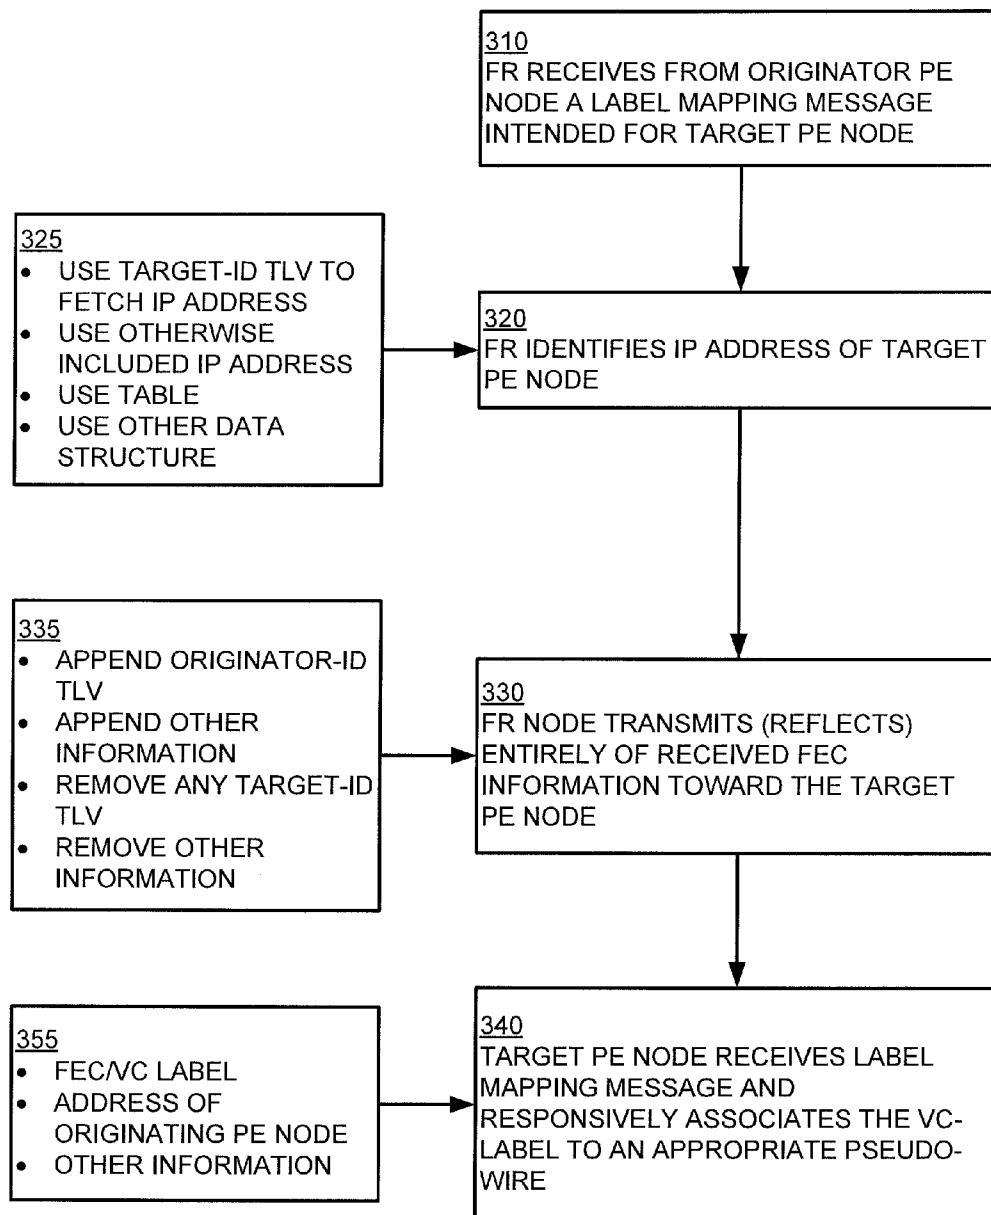 310
FR RECEIVES FROM ORIGINATOR PE
NODE A LABEL MAPPING MESSAGE
INTENDED FOR TARGET PE NODE
325
• USE TARGET-ID TLV TO
FETCH IP ADDRESS
• USE OTHERWISE
INCLUDED IP ADDRESS
• USE TABLE
• USE OTHER DATA
STRUCTURE
320
FR IDENTIFIES IP ADDRESS OF TARGET
PE NODE
335
• APPEND ORIGINATOR-ID
TLV
• APPEND OTHER
INFORMATION
• REMOVE ANY TARGET-ID
TLV
• REMOVE OTHER
INFORMATION
330
FR NODE TRANSMITS (REFLECTS)
ENTIRELY OF RECEIVED FEC
INFORMATION TOWARD THE TARGET
PE NODE
355
• FEC/VC LABEL
• ADDRESS OF
ORIGINATING PE NODE
• OTHER INFORMATION
340
TARGET PE NODE RECEIVES LABEL
MAPPING MESSAGE AND
RESPONSIVELY ASSOCIATES THE VC-
LABEL TO AN APPROPRIATE PSEUDO-
WIRE